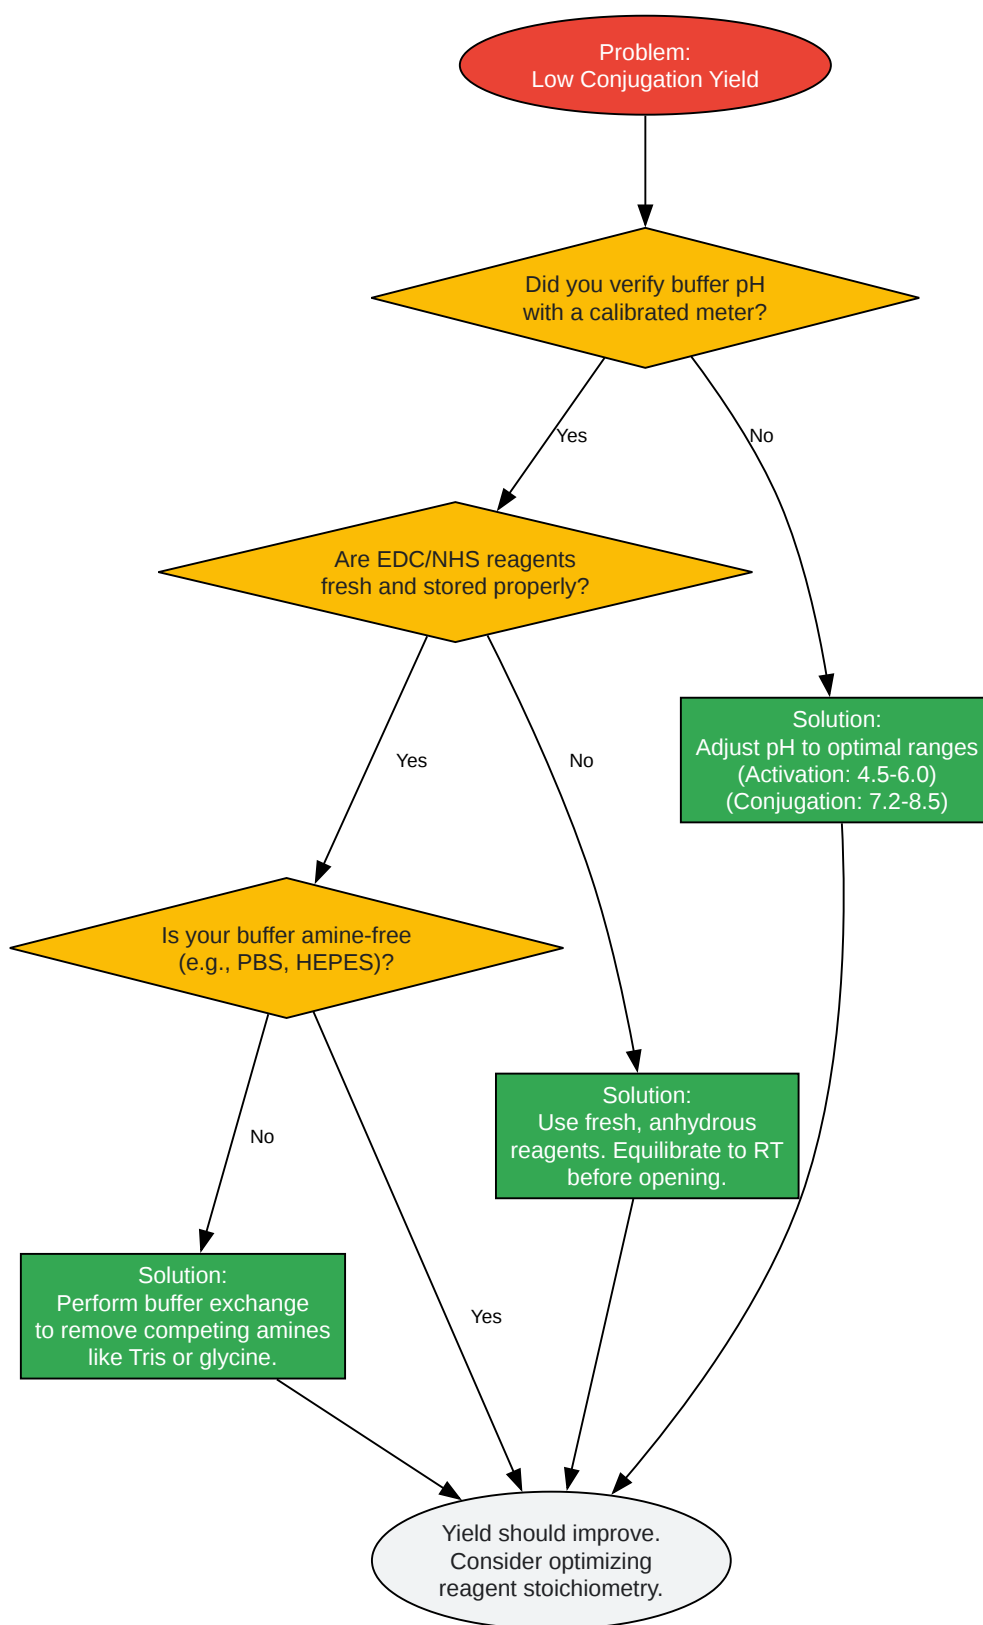 Problem:
Low Conjugation Yield
Did you verify buffer pH
with a calibrated meter?
Yes
No
Are EDC/NHS reagents
fresh and stored properly?
Solution:
Adjust pH to optimal ranges
(Activation: 4.5-6.0)
(Conjugation: 7.2-8.5)
Yes
No
Is your buffer amine-free
(e.g., PBS, HEPES)?
Solution:
Use fresh, anhydrous
reagents. Equilibrate to RT
before opening.
No
Yes
Solution:
Perform buffer exchange
to remove competing amines
like Tris or glycine.
Yield should improve.
Consider optimizing
reagent stoichiometry.